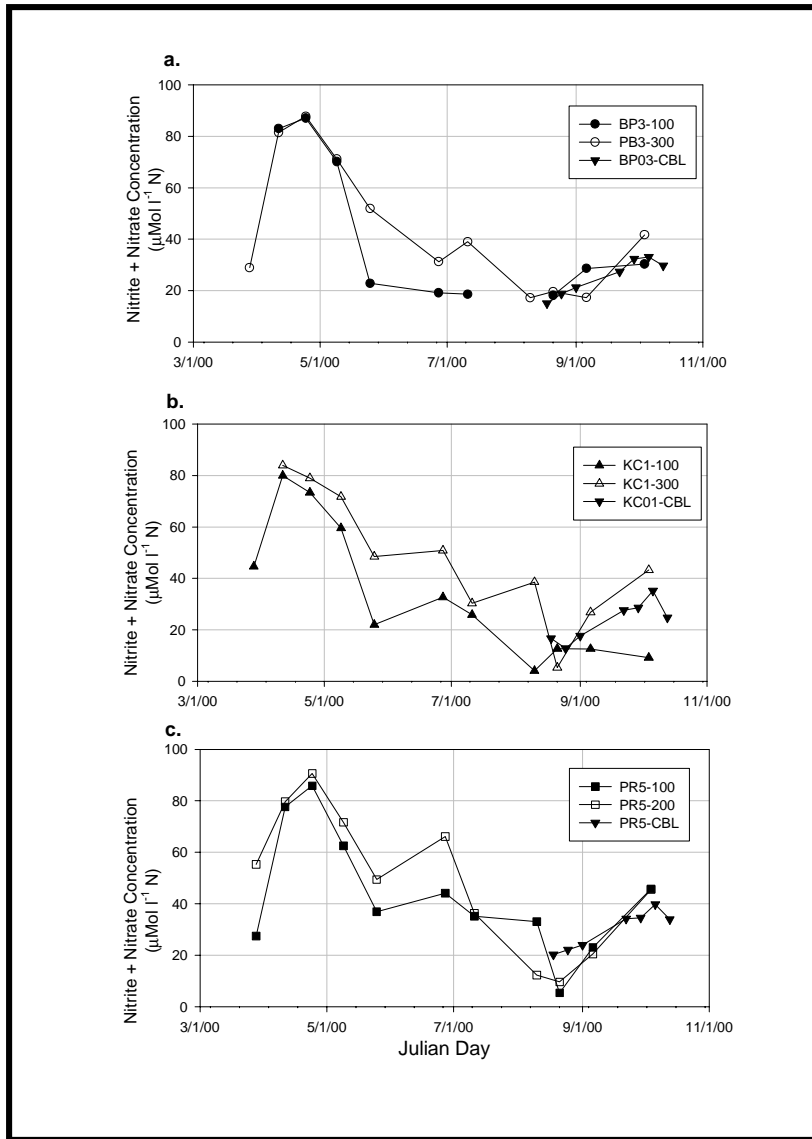 a.
100
80
60
40
20
0
Nitrite + Nitrate Concentration
(μMol l⁻¹ N)
BP3-100
PB3-300
BP03-CBL
3/1/00 5/1/00 7/1/00 9/1/00 11/1/00
b.
100
80
60
40
20
0
Nitrite + Nitrate Concentration
(μMol l⁻¹ N)
KC1-100
KC1-300
KC01-CBL
3/1/00 5/1/00 7/1/00 9/1/00 11/1/00
c.
100
80
60
40
20
0
Nitrite + Nitrate Concentration
(μMol l⁻¹ N)
PR5-100
PR5-200
PR5-CBL
3/1/00 5/1/00 7/1/00 9/1/00 11/1/00
Julian Day